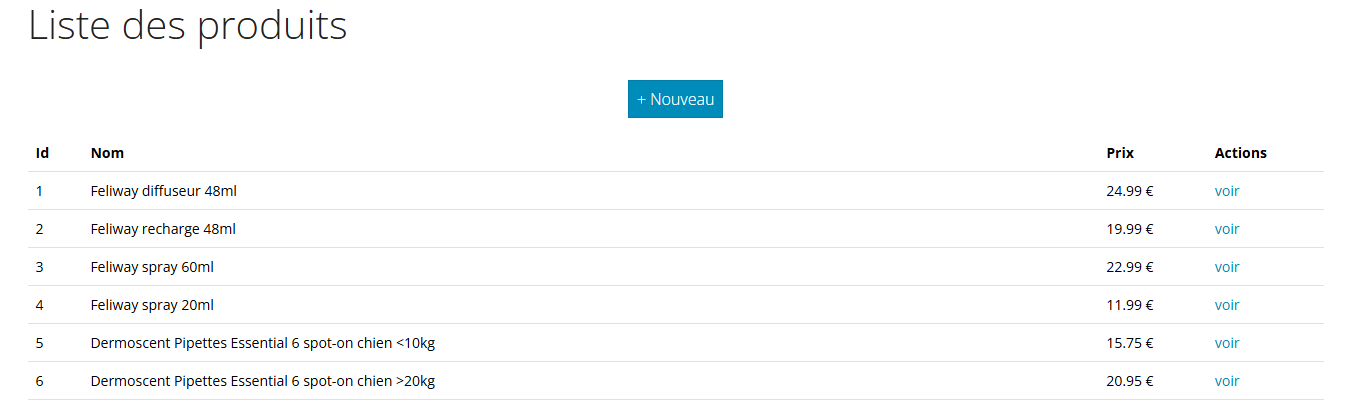 Liste des produits
+ Nouveau
Id Nom Prix Actions
1 Feliway diffuseur 48ml 24.99 € voir
2 Feliway recharge 48ml 19.99 € voir
3 Feliway spray 60ml 22.99 € voir
4 Feliway spray 20ml 11.99 € voir
5 Dermoscent Pipettes Essential 6 spot-on chien <10kg 15.75 € voir
6 Dermoscent Pipettes Essential 6 spot-on chien >20kg 20.95 € voir